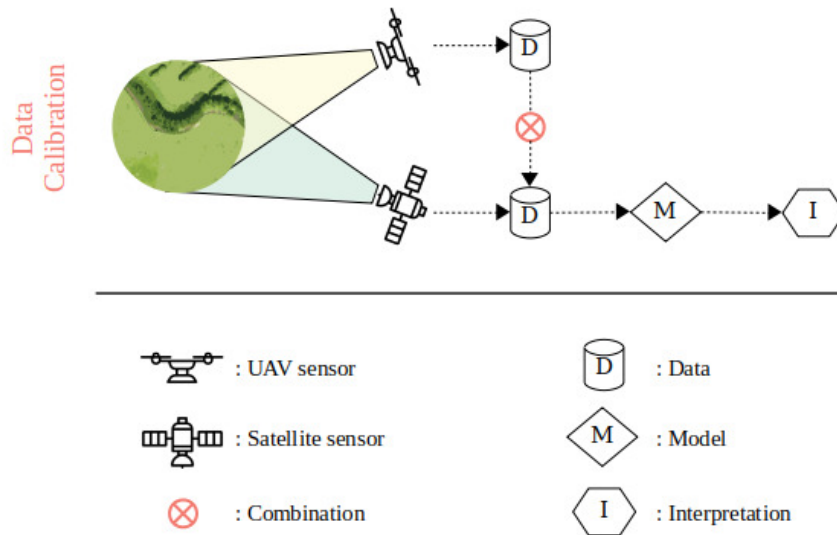 Data
Calibration
D
D
M
I
: UAV sensor
D
: Data
: Satellite sensor
M
: Model
: Combination
I
: Interpretation